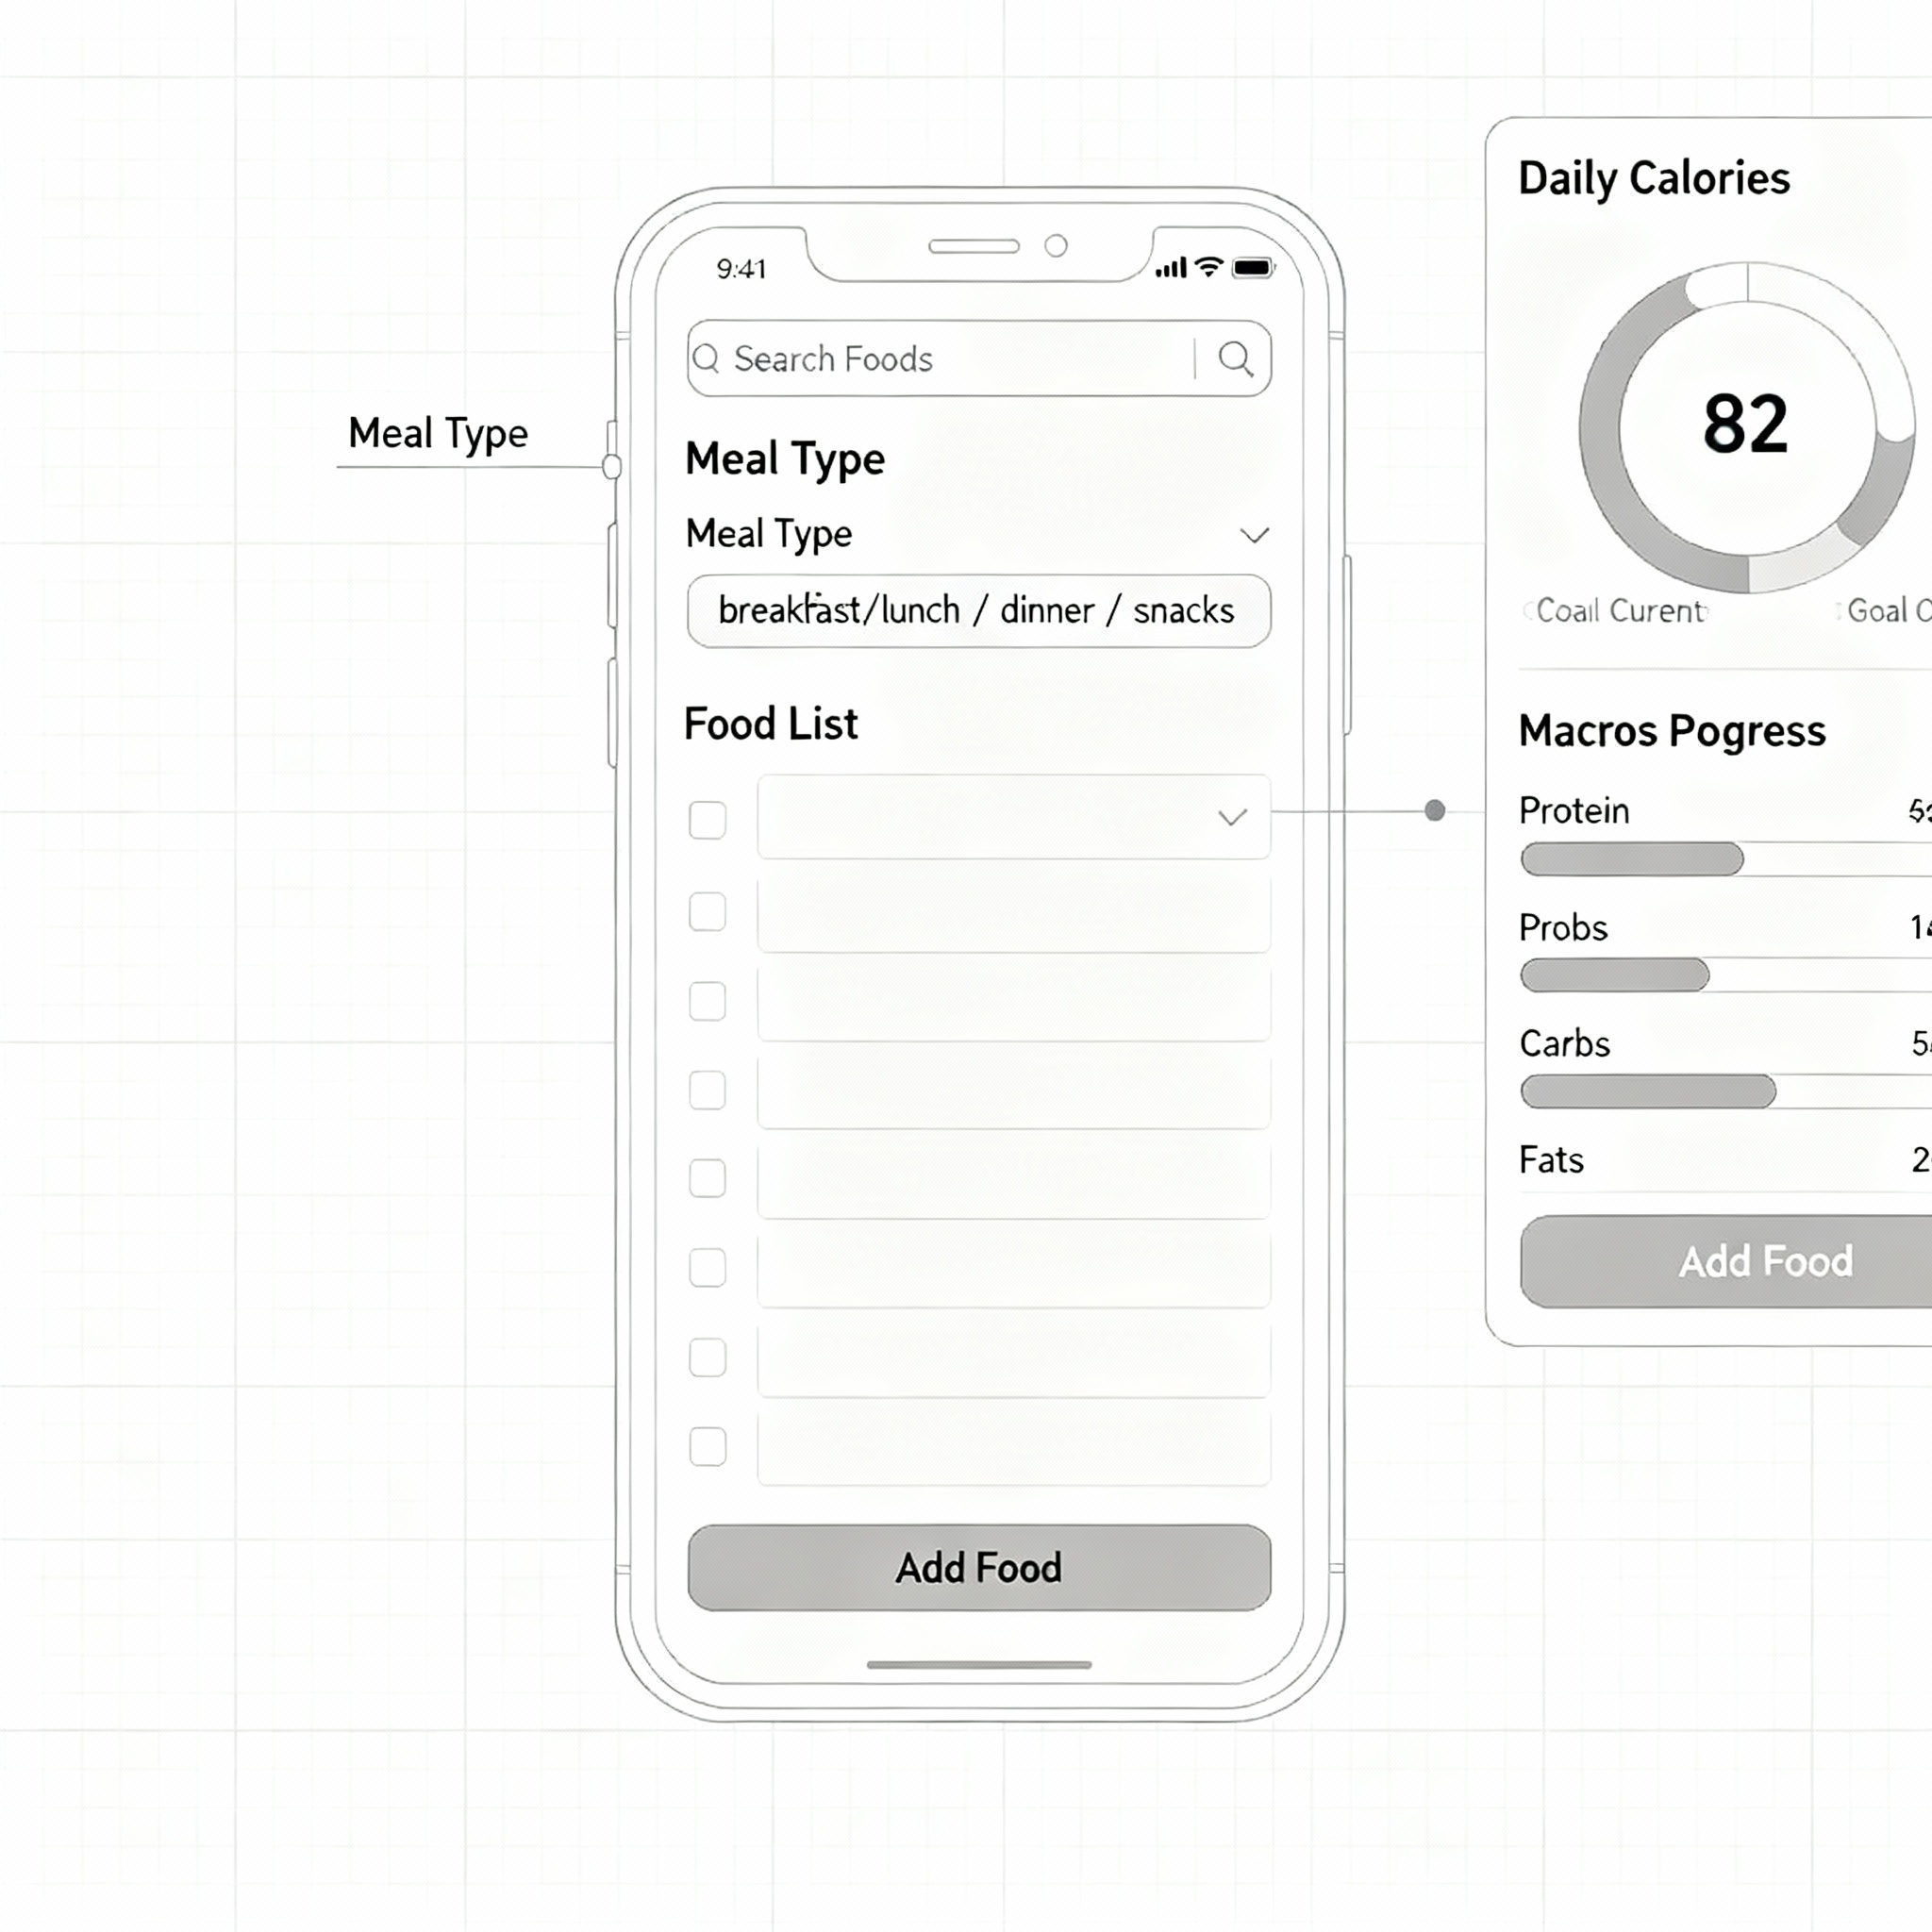 Meal Type
9:41
Search Foods
Meal Type
Meal Type
breakfast/lunch / dinner / snacks
Food List
Add Food
Daily Calories
82
Coail Curent
Goal
Macros Pogress
Protein
Probs
Carbs
Fats
Add Food